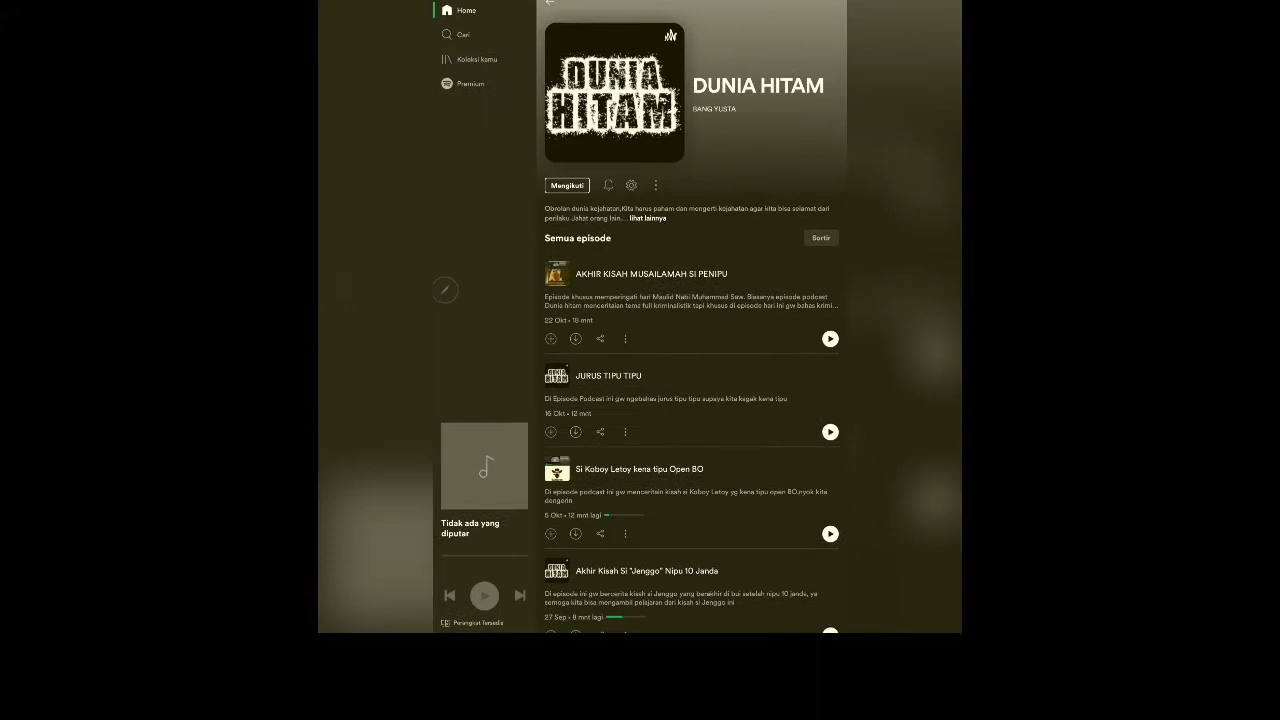 Home
Cari
Koleksi kamu
Premium
DUNIA
HITAM
DUNIA HITAM
BANG YUSTA
Mengikuti
Obrolan dunia kejahatan,Kita harus paham dan mengerti kejahatan agar kita bisa selamat dari
perilaku Jahat orang lain.... lihat lainnya
Semua episode
Sortir
AKHIR KISAH MUSAILAMAH SI PENIPU
Episode khusus memperingati hari Maulid Nabi Muhammad Saw. Biasanya episode podcast
Dunia hitam menceritaian tema full kriminalistik tapi khusus di episode hari ini gw bahas krimi...
22 Okt • 18 mnt
DUNIA
HITAM
JURUS TIPU TIPU
Di Episode Podcast ini gw ngebahas jurus tipu tipu supaya kita kagak kena tipu
16 Okt • 12 mnt
Si Koboy Letoy kena tipu Open BO
Di episode podcast ini gw menceritain kisah si Koboy Letoy yg kena tipu open BO,nyok kita
dengerin
5 Okt • 12 mnt lagi
DUNIA
HITAM
Akhir Kisah Si "Jenggo" Nipu 10 Janda
Di episode ini gw bercerita kisah si Jenggo yang berakhir di bui setelah nipu 10 janda, ya
semoga kita bisa mengambil pelajaran dari kisah si Jenggo ini
27 Sep • 8 mnt lagi
Tidak ada yang
diputar
Perangkat Tersedia